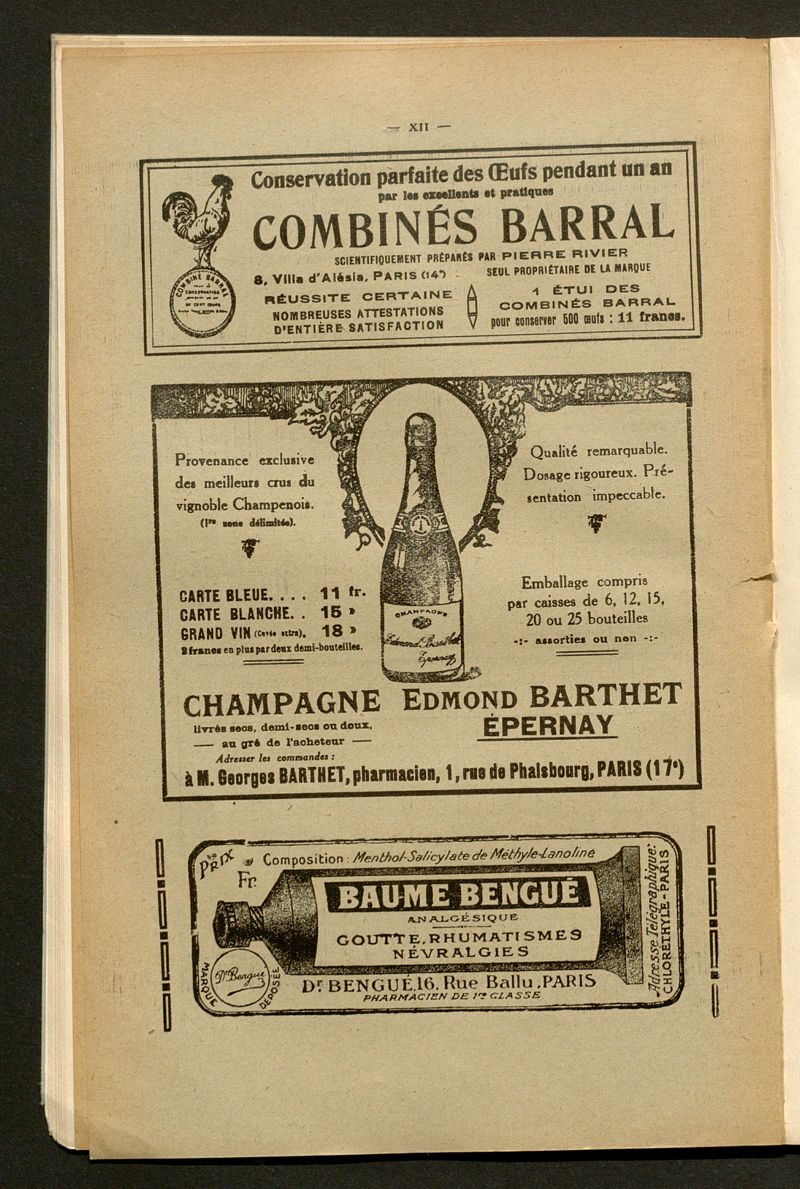 — XII —
Conservation parfaite des Œufs pendant un an
par les excellents et pratiques
COMBINÉS BARRAL
SCIENTIFIQUEMENT PRÉPARÉS PAR PIERRE RIVIER
8, Villa d'Alésia, PARIS (14e)
SEUL PROPRIÉTAIRE DE LA MARQUE
RÉUSSITE CERTAINE
NOMBREUSES ATTESTATIONS
D'ENTIÈRE SATISFACTION
1 ÉTUI DES
COMBINÉS BARRAL
pour conserver 500 œufs : 11 francs.
COMBINÉ BARRAL
Provenance exclusive
des meilleurs crus du
vignoble Champenois.
(1re zone délimitée).
Qualité remarquable.
Dosage rigoureux. Pré-
sentation impeccable.
CARTE BLEUE. . . . 11 fr.
CARTE BLANCHE. . 15 »
GRAND VIN (Cuvée extra). 18 »
2 francs en plus par deux demi-bouteilles.
Emballage compris
par caisses de 6, 12, 15,
20 ou 25 bouteilles
-:- assorties ou non -:-
CHAMPAGNE
Edmond Barthet
Epernay
CHAMPAGNE EDMOND BARTHET
livrés secs, demi-secs ou doux,
— au gré de l'acheteur —
ÉPERNAY
Adresser les commandes :
à M. Georges BARTHET, pharmacien, 1, rue de Phalsbourg, PARIS (17e)
PRIX
Fr.
Composition : Menthol-Salicylate de Méthyle-Lanoline
BAUME BENGUÉ
ANALGÉSIQUE
GOUTTE, RHUMATISMES
NÉVRALGIES
MARQUE DÉPOSÉE
Dr Bengué
Dr BENGUÉ, 16, Rue Ballu, PARIS
PHARMACIEN DE 1re CLASSE
Adresse Télégraphique:
CHLORÉTHYLE-PARIS